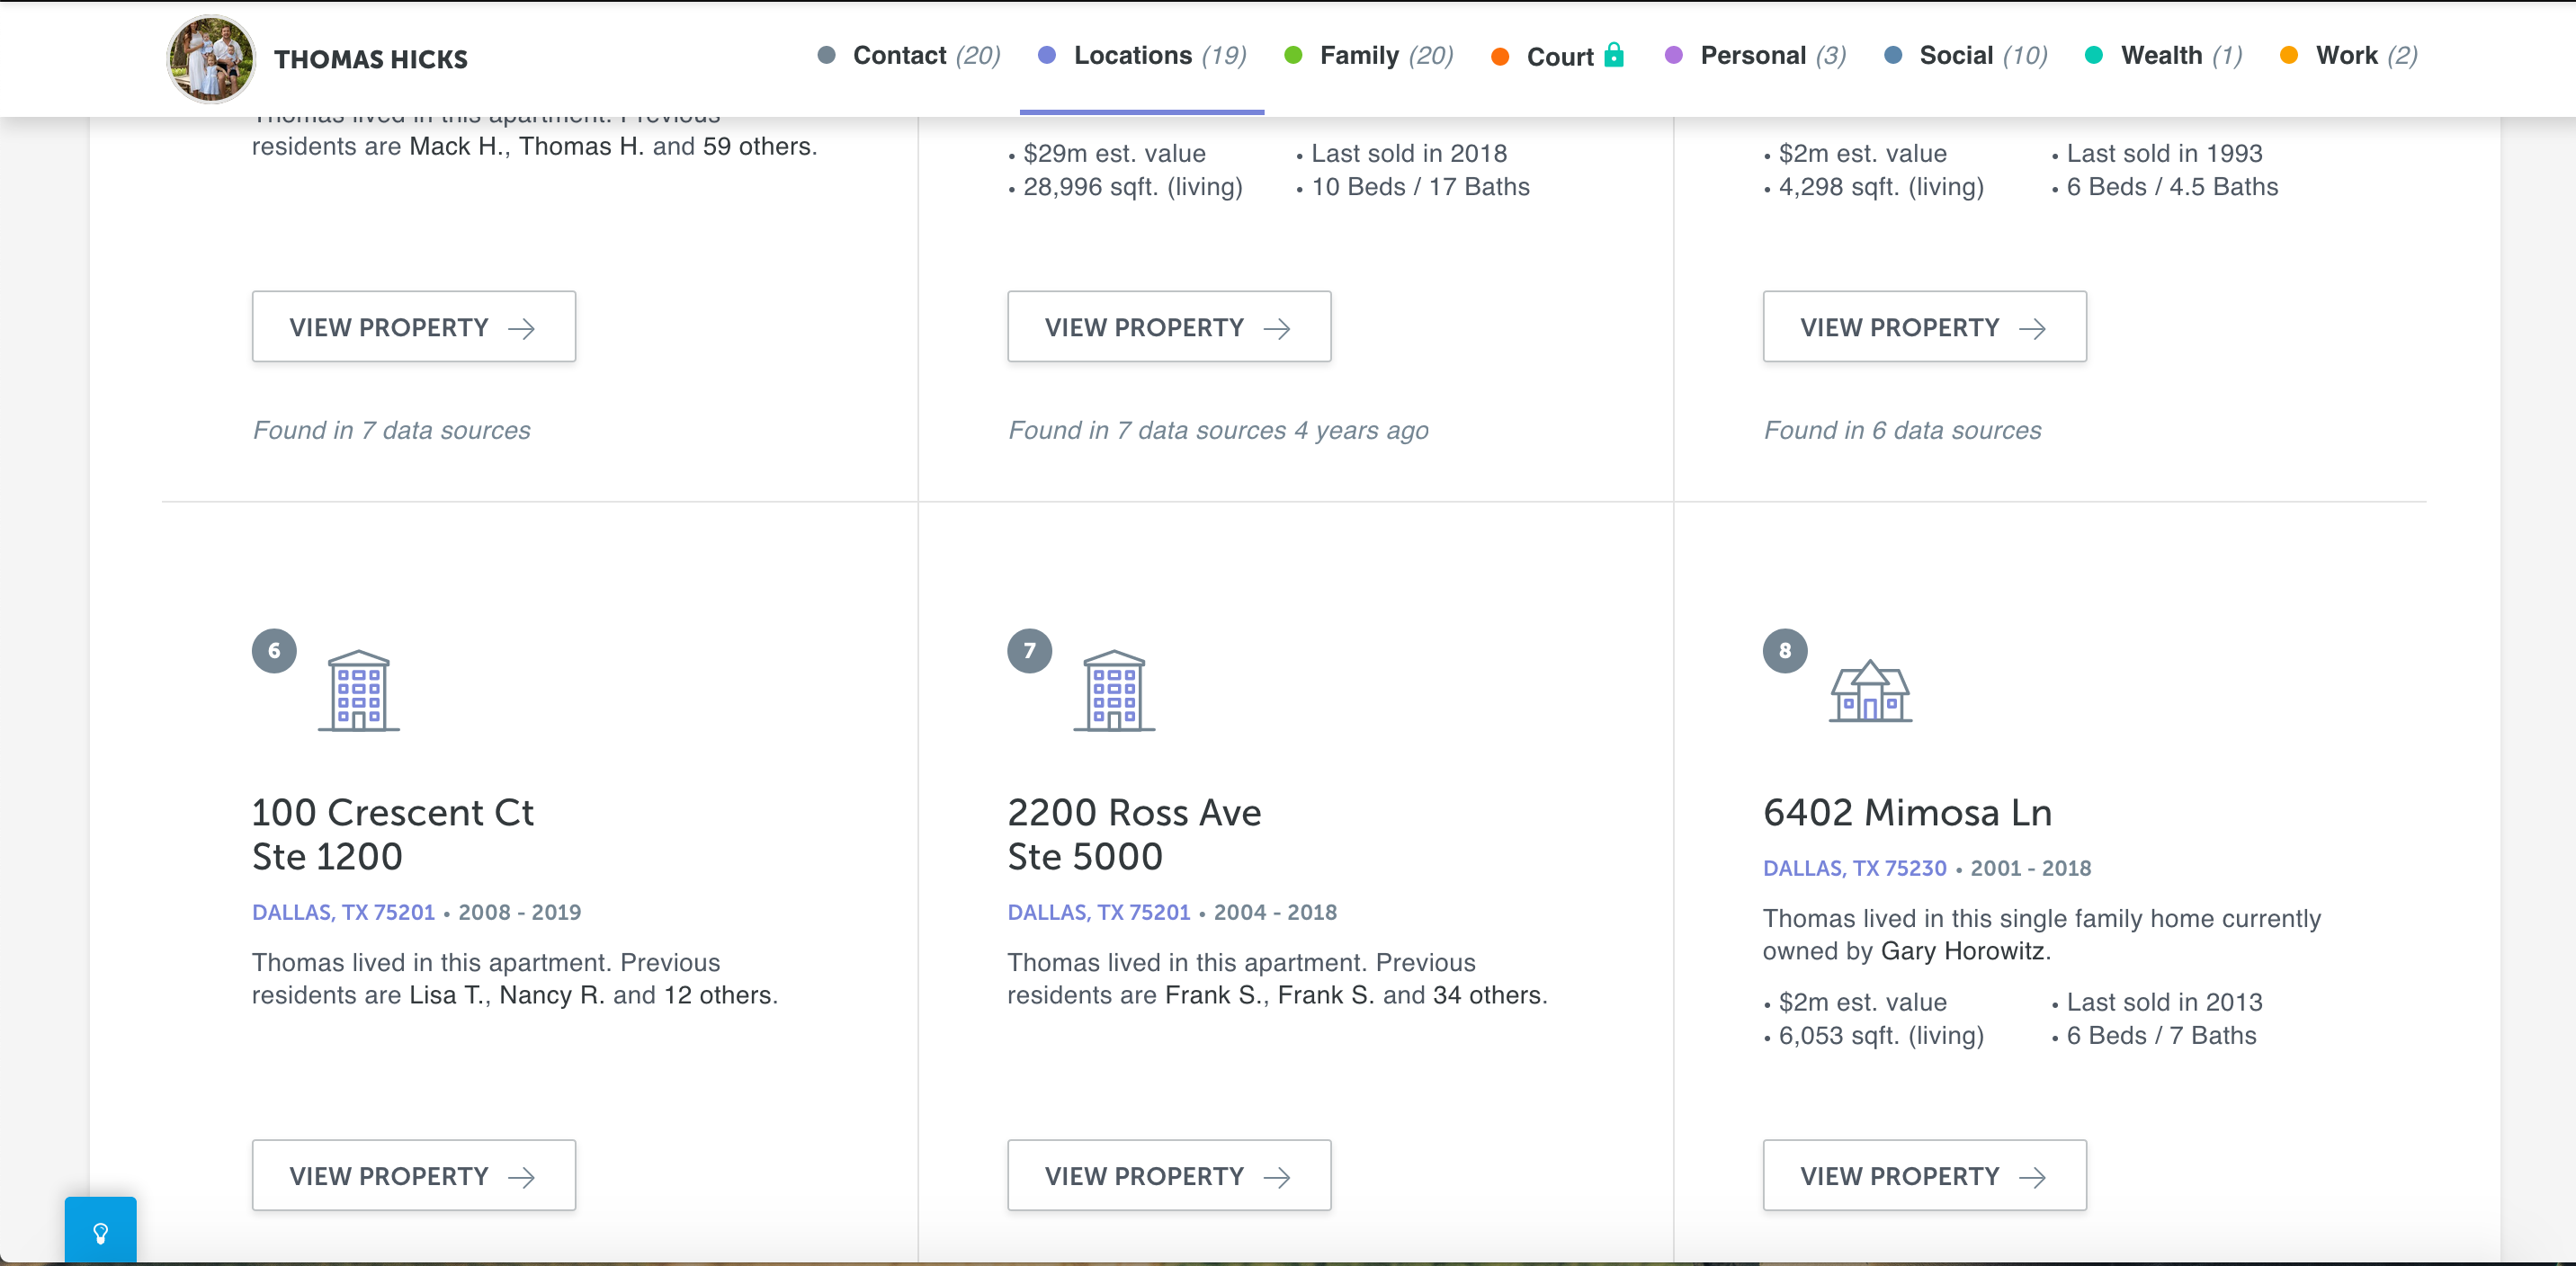 THOMAS HICKS
Contact (20)
Locations (19)
Family (20)
Court
Personal (3)
Social (10)
Wealth (1)
Work (2)
Thomas lived in this apartment. Previous
residents are Mack H., Thomas H. and 59 others.
VIEW PROPERTY
Found in 7 data sources
• $29m est. value
• Last sold in 2018
• 28,996 sqft. (living)
• 10 Beds / 17 Baths
VIEW PROPERTY
Found in 7 data sources 4 years ago
• $2m est. value
• Last sold in 1993
• 4,298 sqft. (living)
• 6 Beds / 4.5 Baths
VIEW PROPERTY
Found in 6 data sources
6
100 Crescent Ct
Ste 1200
DALLAS, TX 75201 • 2008 - 2019
Thomas lived in this apartment. Previous
residents are Lisa T., Nancy R. and 12 others.
VIEW PROPERTY
7
2200 Ross Ave
Ste 5000
DALLAS, TX 75201 • 2004 - 2018
Thomas lived in this apartment. Previous
residents are Frank S., Frank S. and 34 others.
VIEW PROPERTY
8
6402 Mimosa Ln
DALLAS, TX 75230 • 2001 - 2018
Thomas lived in this single family home currently
owned by Gary Horowitz.
• $2m est. value
• Last sold in 2013
• 6,053 sqft. (living)
• 6 Beds / 7 Baths
VIEW PROPERTY